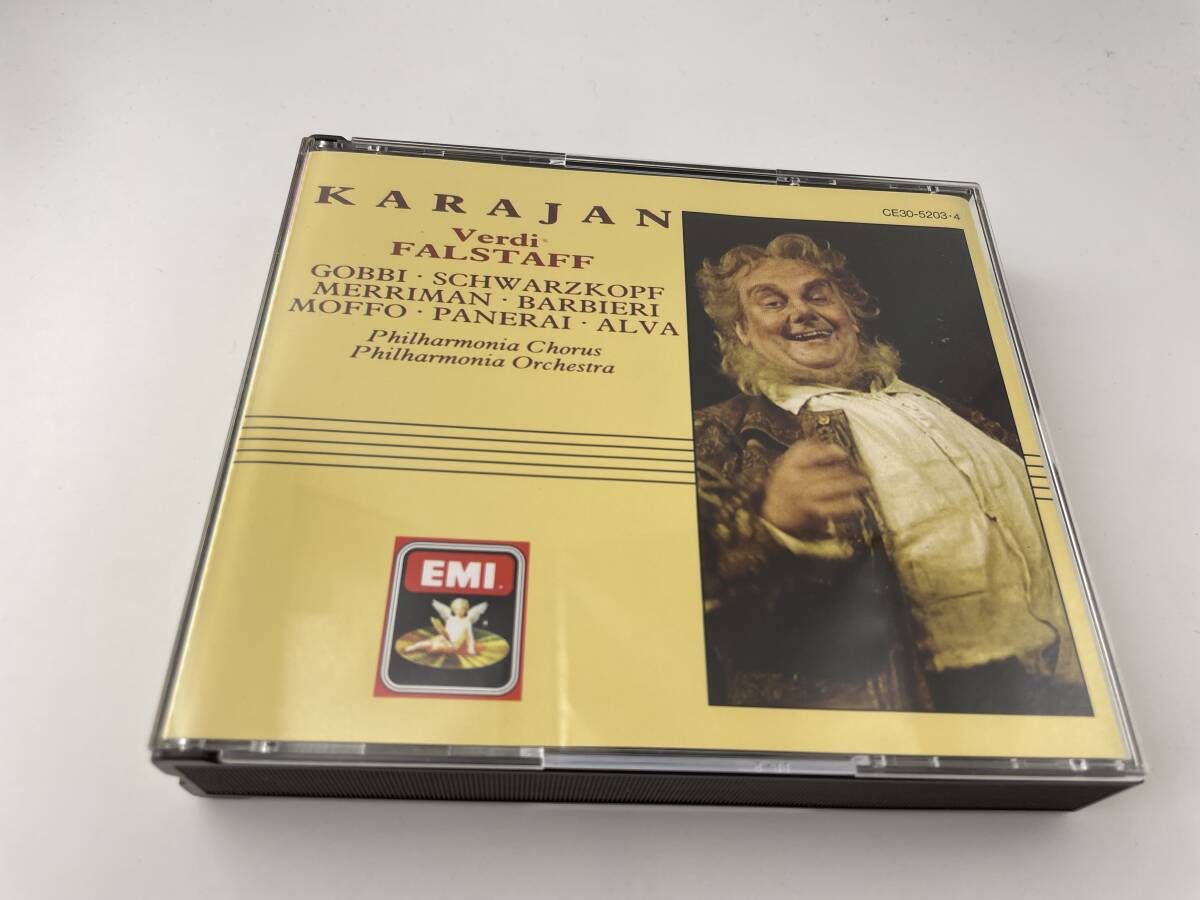 KARAJAN
Verdi
FALSTAFF
GOBBI · SCHWARZKOPF
MERRIMAN · BARBIERI
MOFFO · PANERAI · ALVA
Philharmonia Chorus
Philharmonia Orchestra
CE30-5203·4
EMI